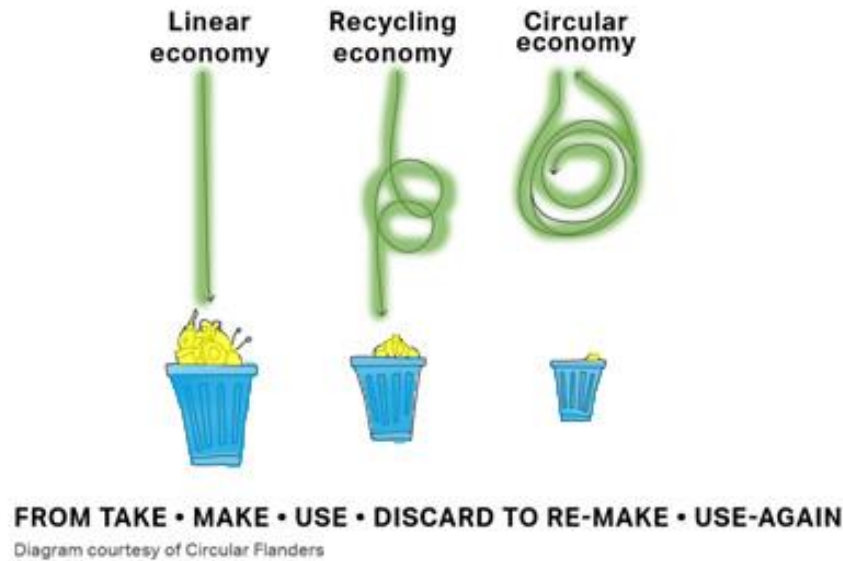 Linear
economy
Recycling
economy
Circular
economy
FROM TAKE • MAKE • USE • DISCARD TO RE-MAKE • USE-AGAIN
Diagram courtesy of Circular Flanders